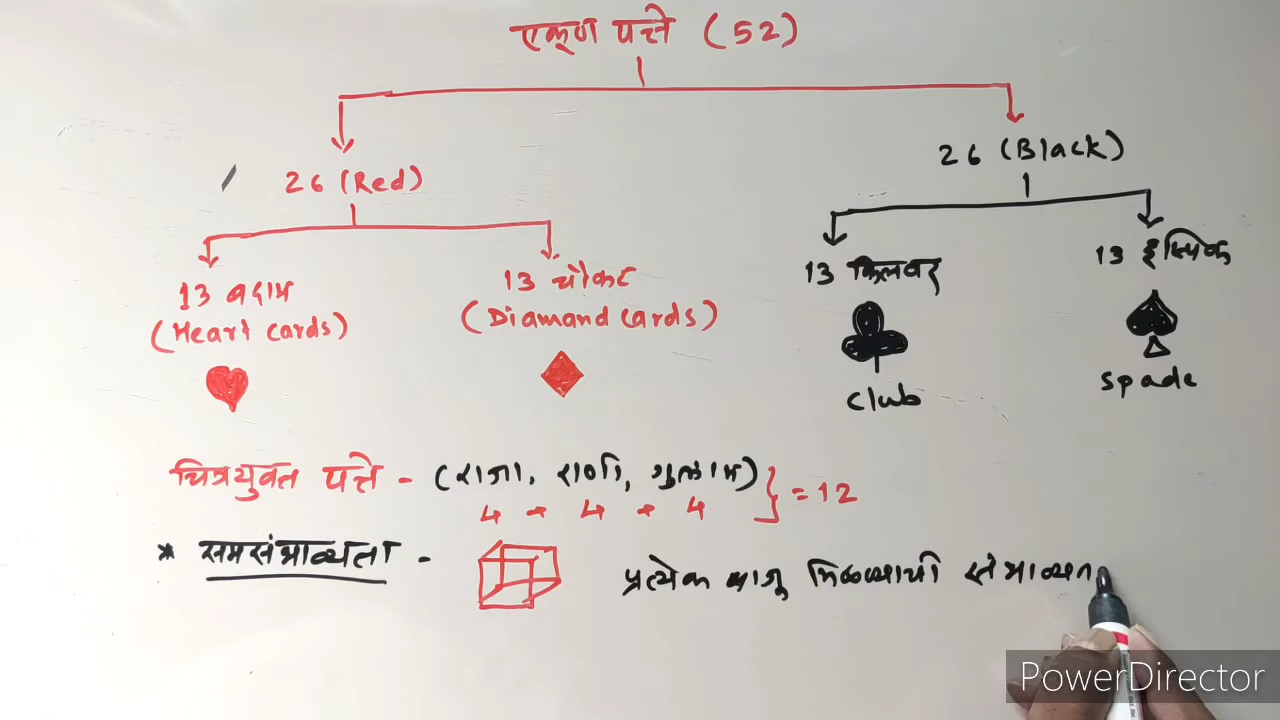 एकूण पत्ते (52)
26 (Red)
26 (Black)
13 बदाम
(Heart cards)
13 चौकट
(Diamand cards)
13 किलवर
club
13 इस्पिक
spade
चित्रयुक्त पत्ते - (राजा, राणी, गुलाम) } = 12
4 + 4 + 4
* समसंभाव्यता -
प्रत्येक बाजू मिळण्याची संभाव्यता
PowerDirector